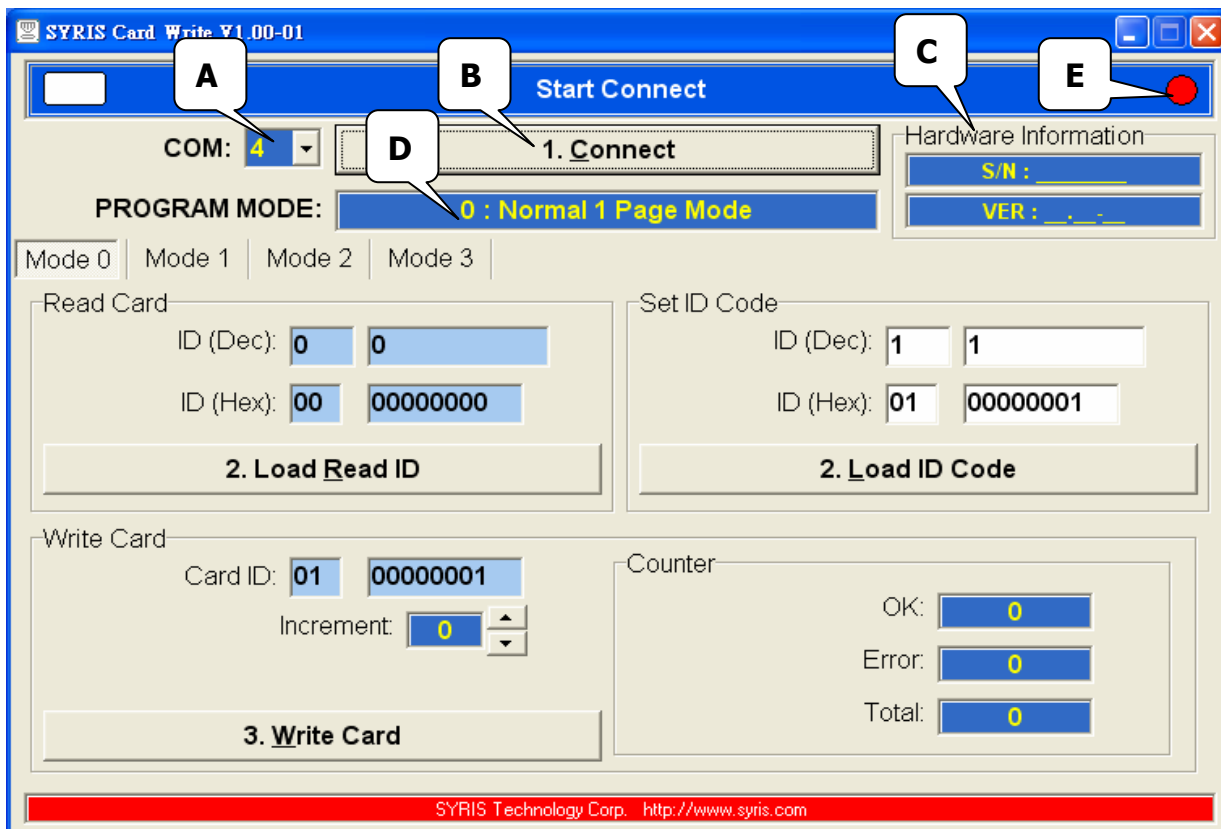 SYRIS Card Write V1.00-01
A
B
C
E
Start Connect
COM: 4
D
1. Connect
Hardware Information
S/N : _______
PROGRAM MODE: 0 : Normal 1 Page Mode
VER : __.__-__
Mode 0 Mode 1 Mode 2 Mode 3
Read Card
ID (Dec): 0 0
ID (Hex): 00 00000000
2. Load Read ID
Set ID Code
ID (Dec): 1 1
ID (Hex): 01 00000001
2. Load ID Code
Write Card
Card ID: 01 00000001
Increment: 0
3. Write Card
Counter
OK: 0
Error: 0
Total: 0
SYRIS Technology Corp. http://www.syris.com